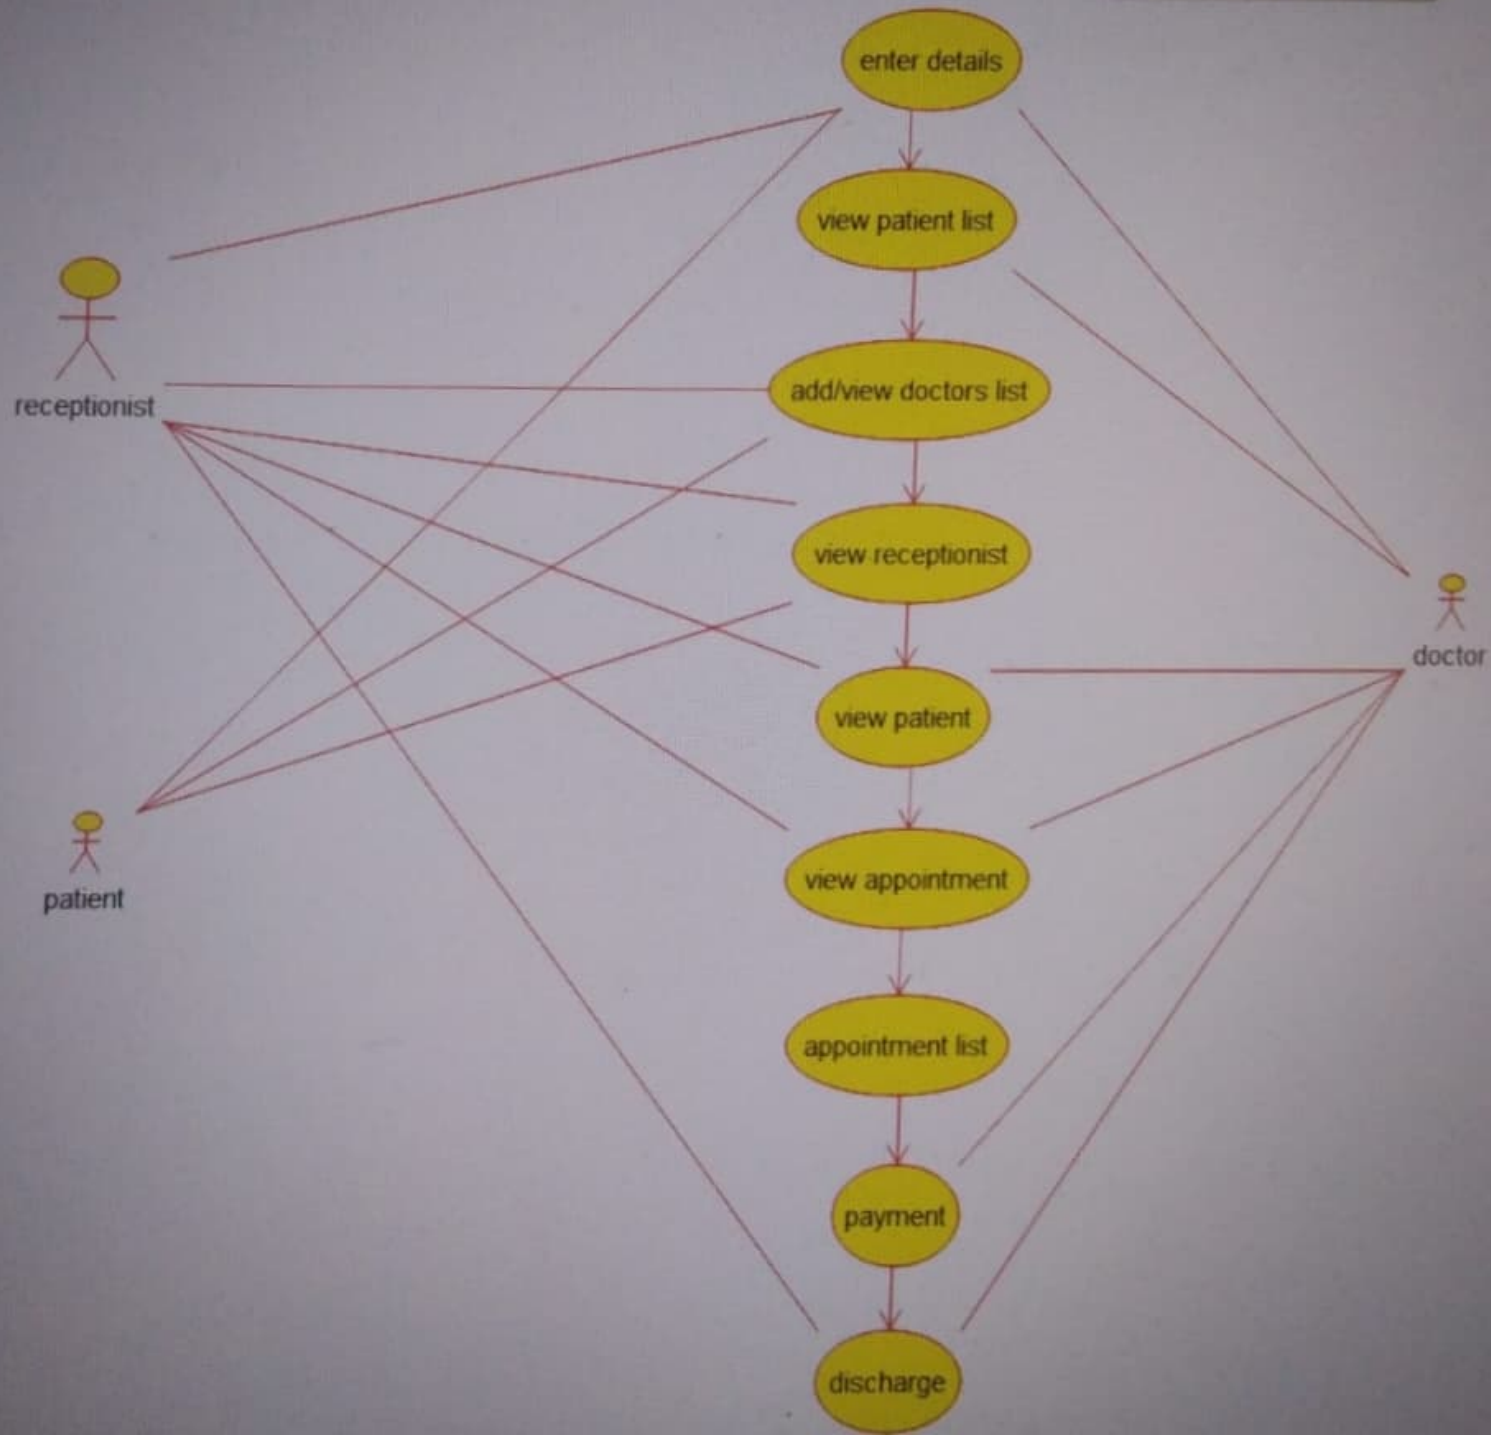 enter details
view patient list
add/view doctors list
receptionist
view receptionist
doctor
view patient
view appointment
patient
appointment list
payment
discharge